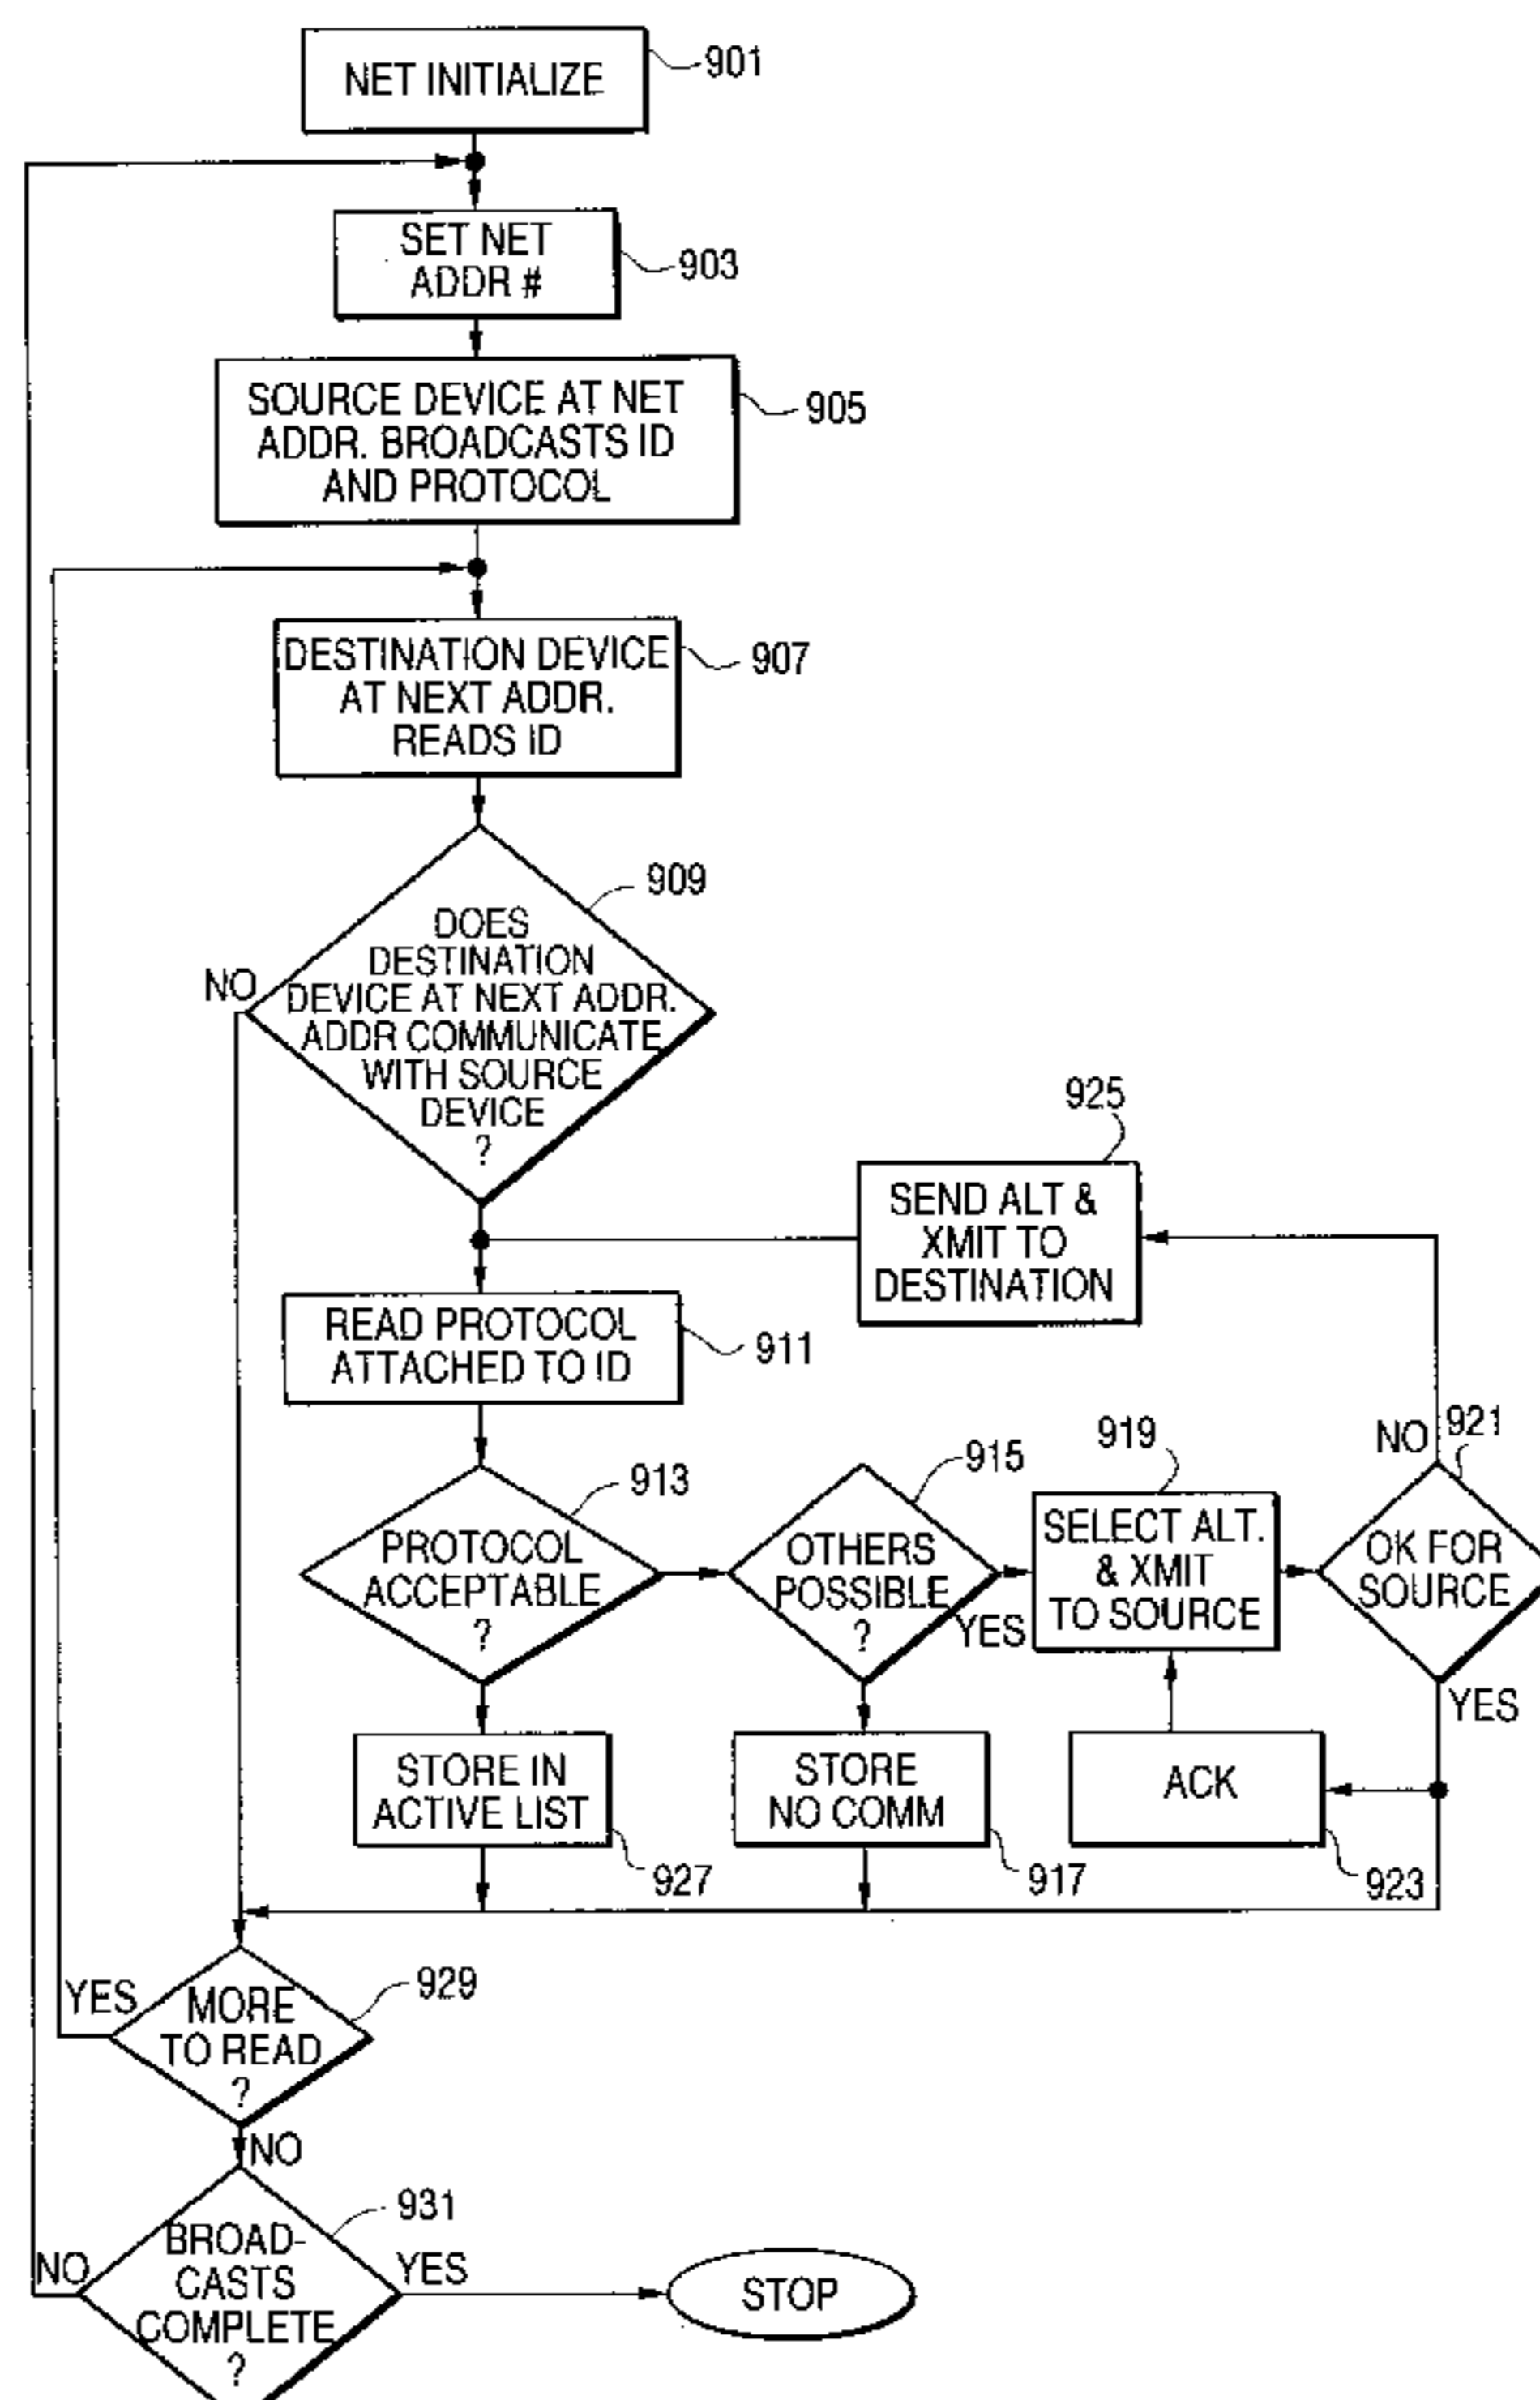 NET INITIALIZE
901
SET NET
ADDR #
903
SOURCE DEVICE AT NET
ADDR. BROADCASTS ID
AND PROTOCOL
905
DESTINATION DEVICE
AT NEXT ADDR.
READS ID
907
909
DOES
DESTINATION
DEVICE AT NEXT ADDR.
ADDR COMMUNICATE
WITH SOURCE
DEVICE
?
NO
925
SEND ALT &
XMIT TO
DESTINATION
READ PROTOCOL
ATTACHED TO ID
911
913
PROTOCOL
ACCEPTABLE
?
915
OTHERS
POSSIBLE
?
YES
919
SELECT ALT.
& XMIT
TO SOURCE
NO
921
OK FOR
SOURCE
YES
STORE IN
ACTIVE LIST
927
STORE
NO COMM
917
ACK
923
YES
MORE
TO READ
?
929
NO
931
NO
BROAD-
CASTS
COMPLETE
?
YES
STOP